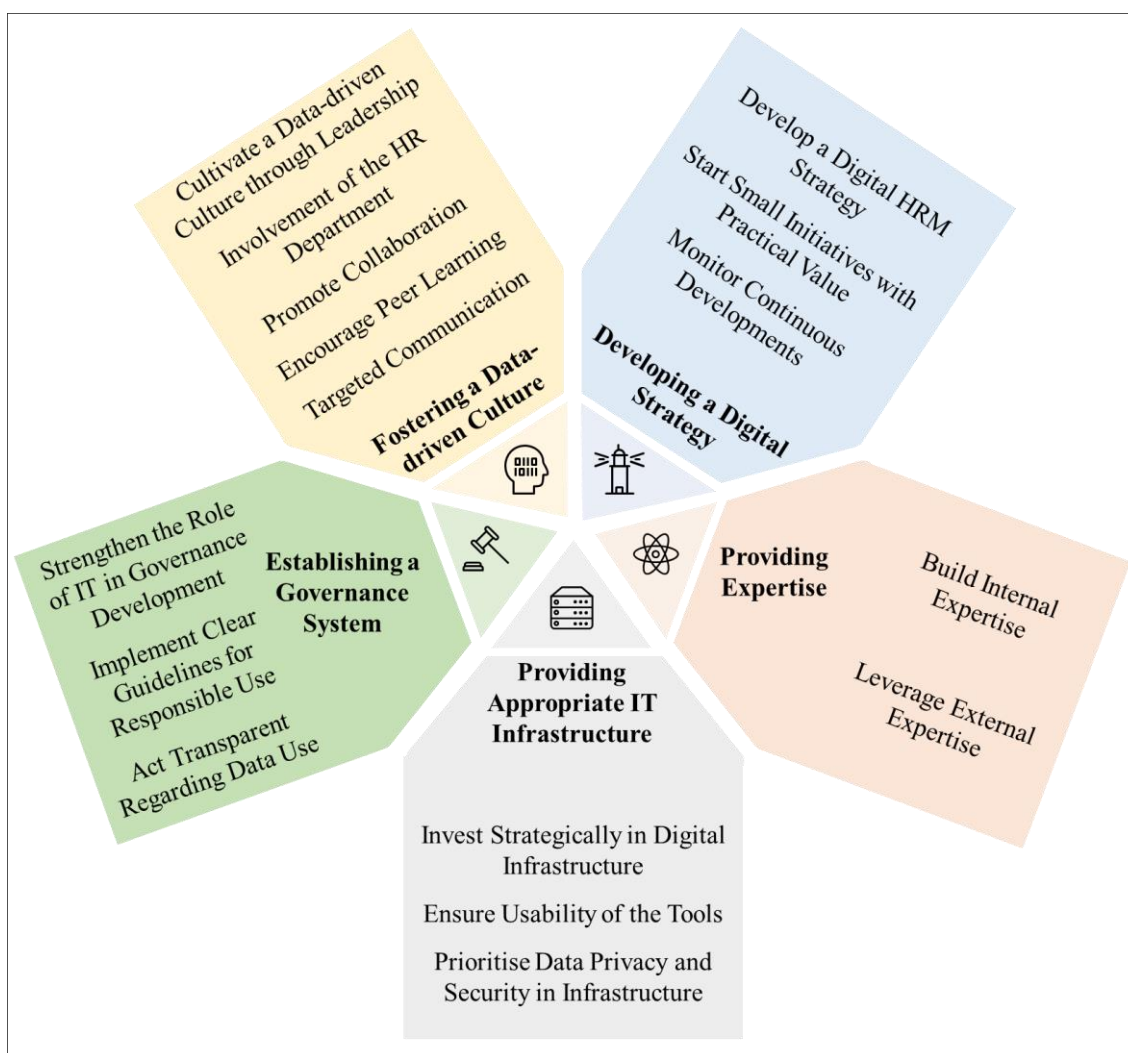 Cultivate a Data-driven
Culture through Leadership
Involvement of the HR
Department
Promote Collaboration
Encourage Peer Learning
Targeted Communication
Fostering a Data-
driven Culture
Develop a Digital HRM
Strategy
Start Small Initiatives with
Practical Value
Monitor Continuous
Developments
Developing a Digital
Strategy
0110
10111
Strengthen the Role
of IT in Governance
Development
Implement Clear
Guidelines for
Responsible Use
Act Transparent
Regarding Data Use
Establishing a
Governance
System
Providing
Expertise
Build Internal
Expertise
Leverage External
Expertise
Providing
Appropriate IT
Infrastructure
Invest Strategically in Digital
Infrastructure
Ensure Usability of the Tools
Prioritise Data Privacy and
Security in Infrastructure